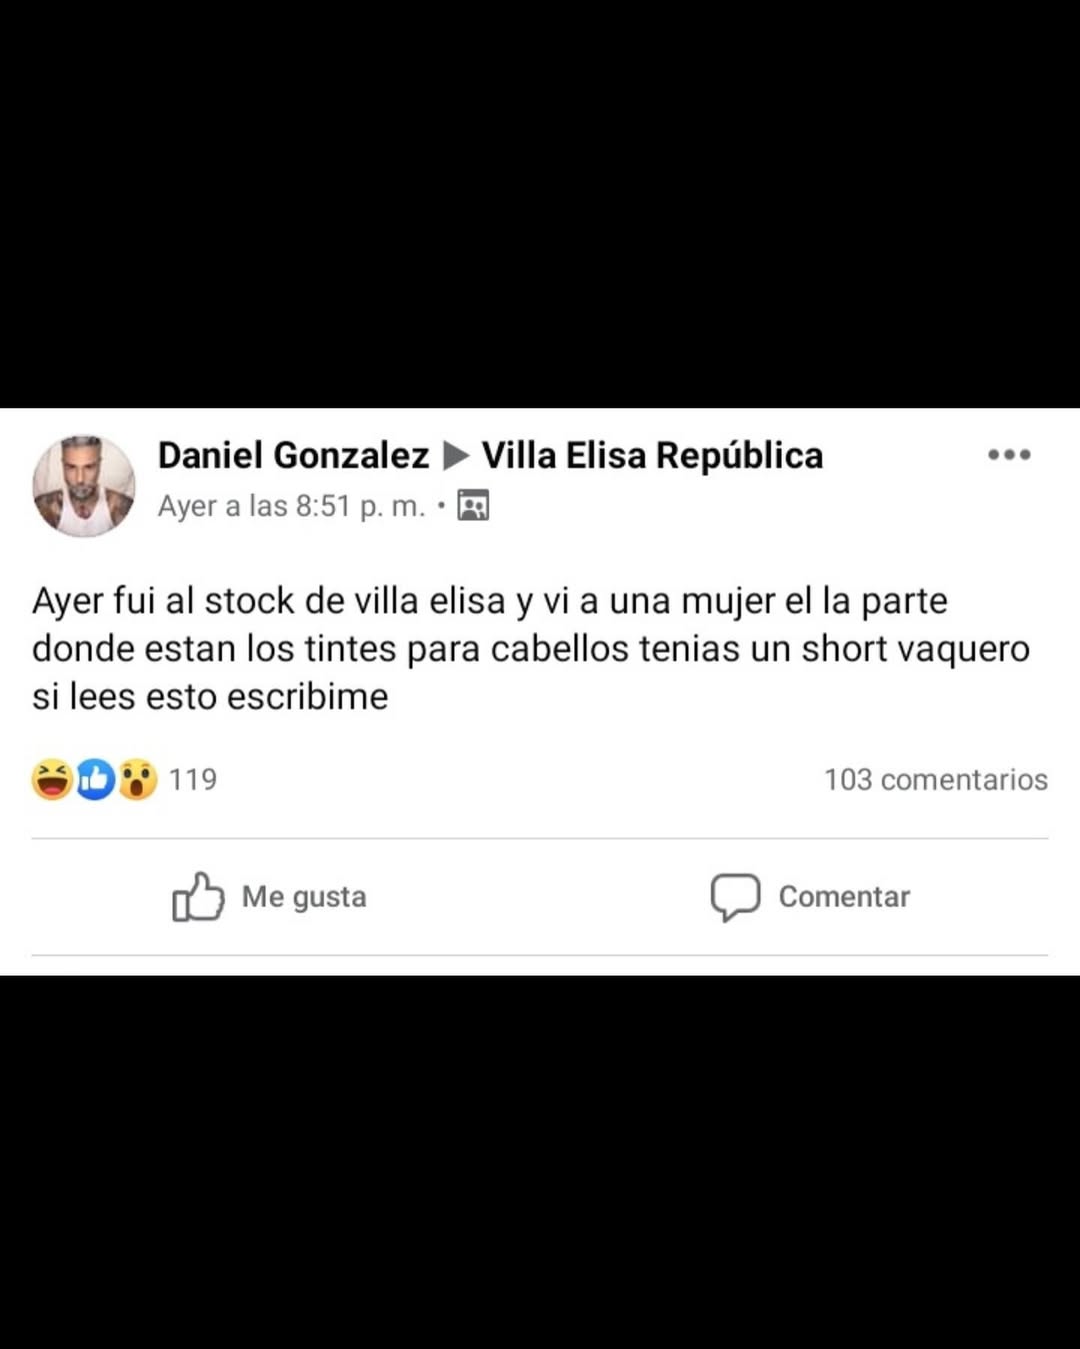 Daniel Gonzalez ▶ Villa Elisa República
Ayer a las 8:51 p. m. ·
Ayer fui al stock de villa elisa y vi a una mujer el la parte
donde estan los tintes para cabellos tenias un short vaquero
si lees esto escribime
119
103 comentarios
Me gusta
Comentar